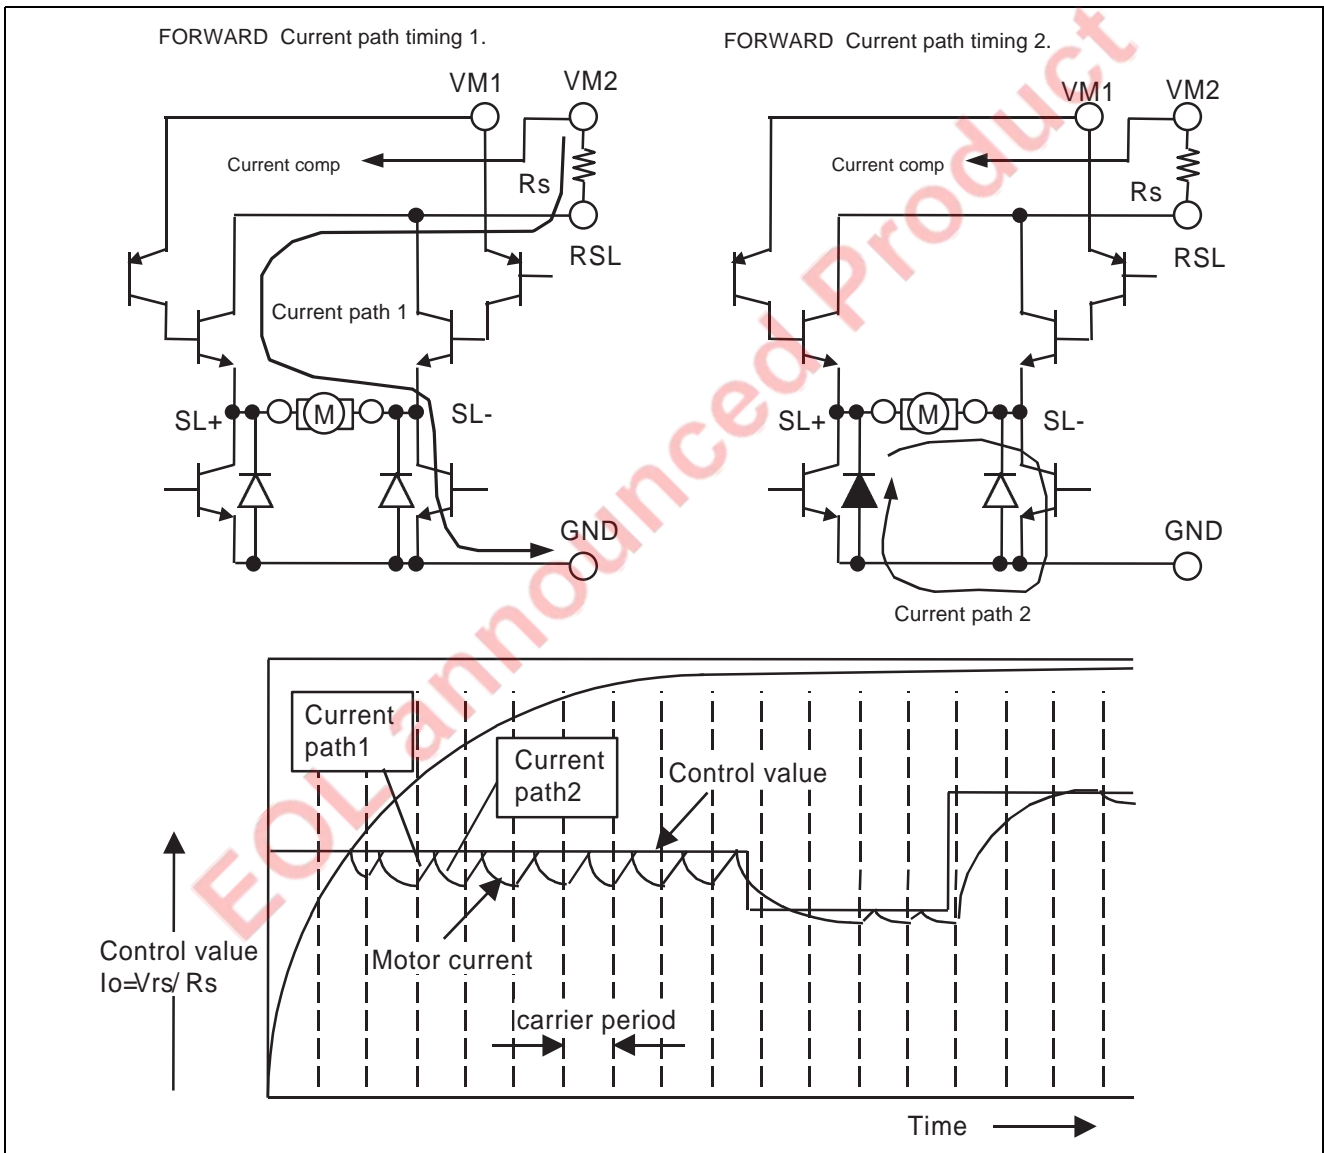 FORWARD Current path timing 1.
FORWARD Current path timing 2.
VM1
VM2
Current comp
Rs
RSL
Current path 1
SL+
M
SL-
GND
VM1
VM2
Current comp
Rs
RSL
SL+
M
SL-
GND
Current path 2
Current
path1
Current
path2
Control value
Control value
Io=Vrs/ Rs
Motor current
carrier period
Time
EOL announced Product